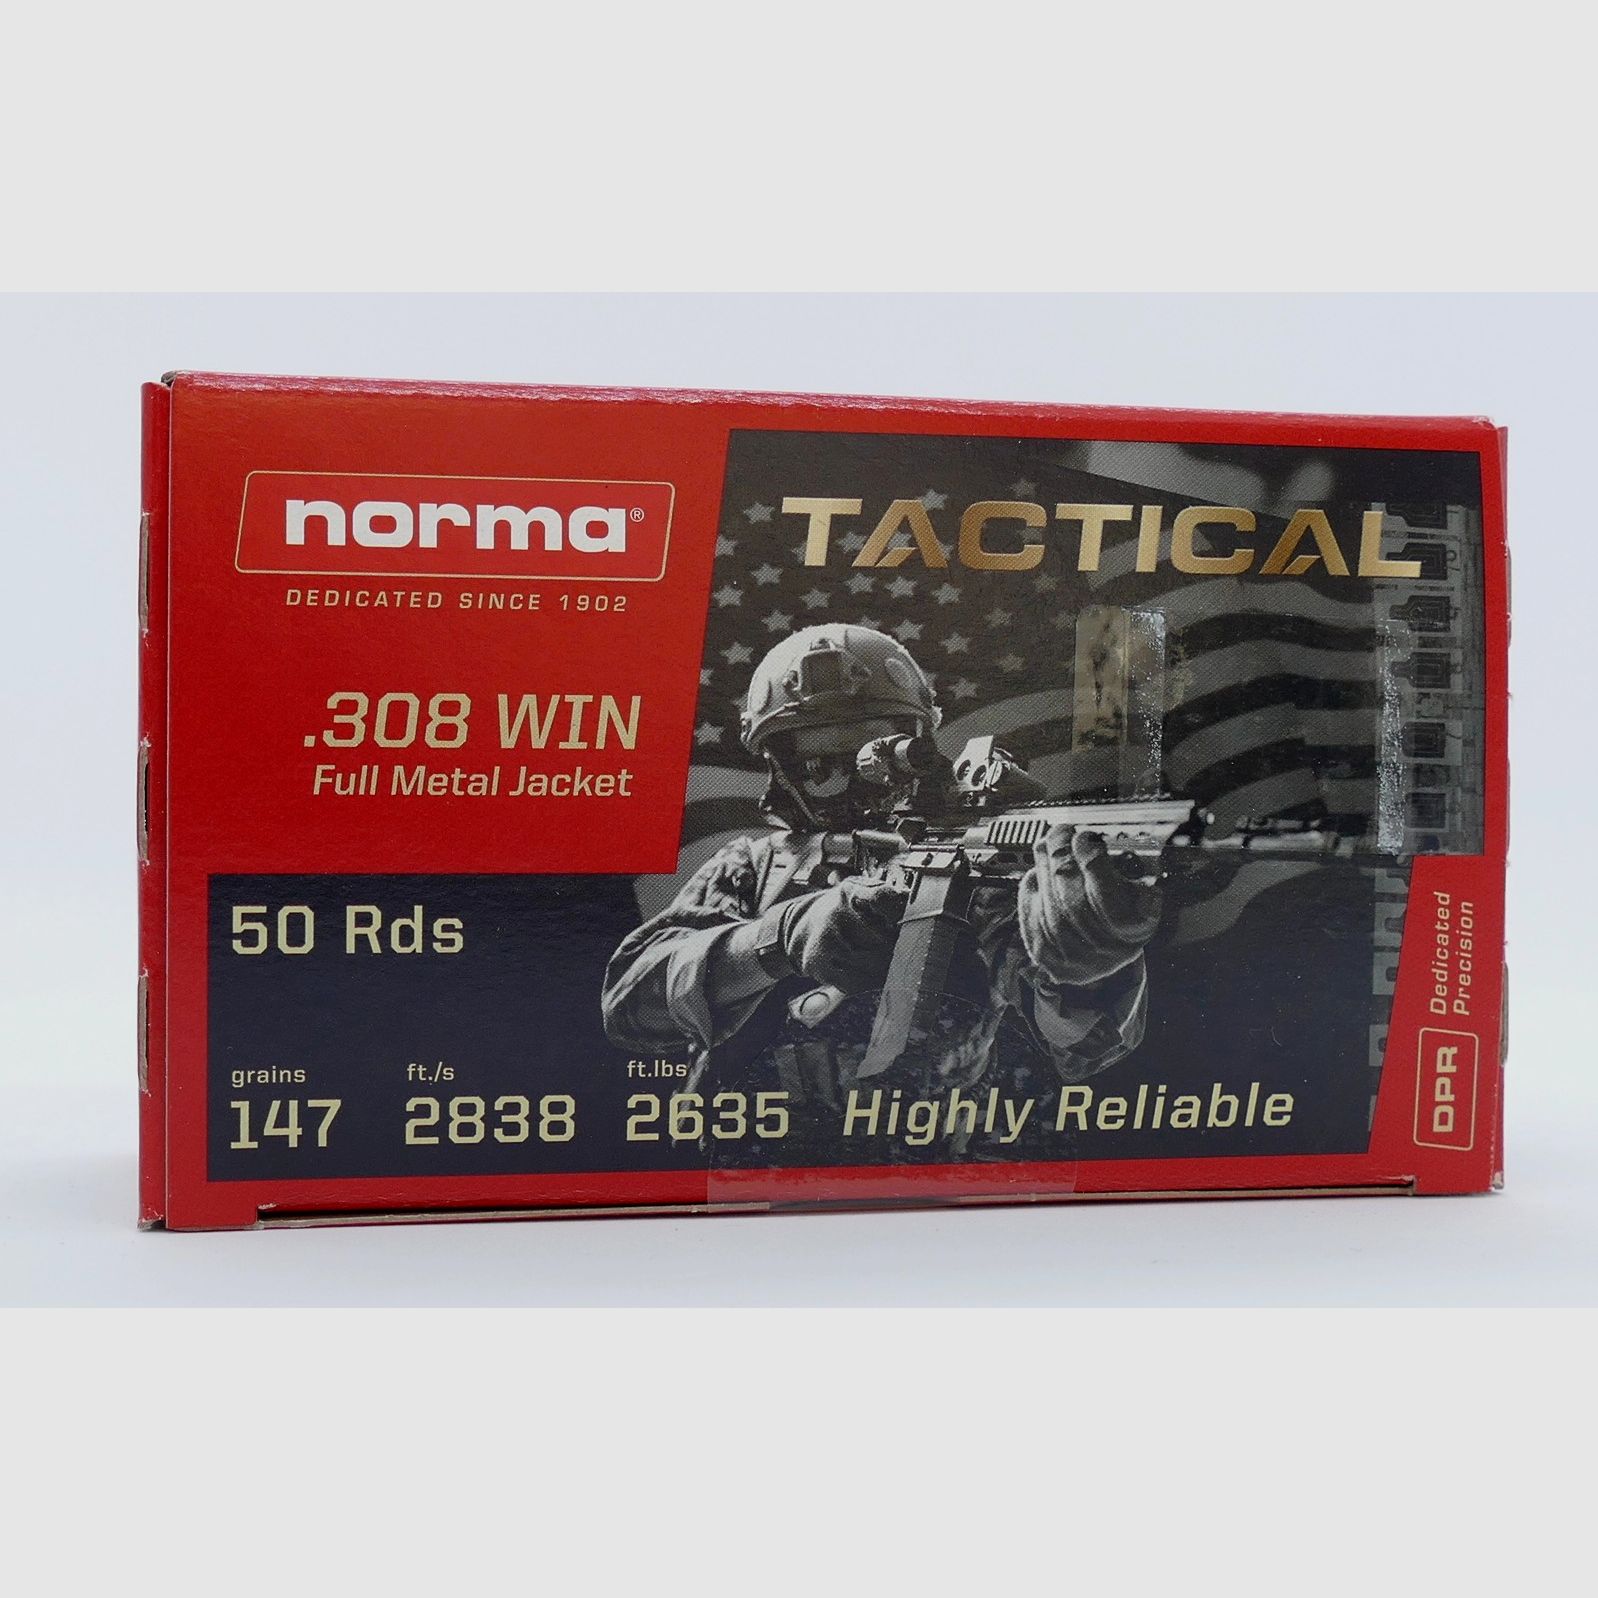 norma®
DEDICATED SINCE 1902
TACTICAL
.308 WIN
Full Metal Jacket
50 Rds
grains
147
ft./s
2838
ft.lbs
2635
Highly Reliable
DPR
Dedicated
Precision